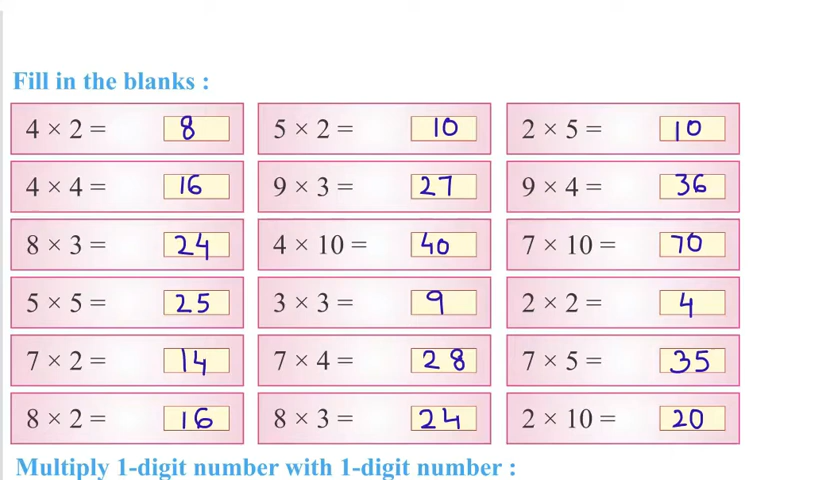 Fill in the blanks :
4 × 2 = 8 5 × 2 = 10 2 × 5 = 10
4 × 4 = 16 9 × 3 = 27 9 × 4 = 36
8 × 3 = 24 4 × 10 = 40 7 × 10 = 70
5 × 5 = 25 3 × 3 = 9 2 × 2 = 4
7 × 2 = 14 7 × 4 = 28 7 × 5 = 35
8 × 2 = 16 8 × 3 = 24 2 × 10 = 20
Multiply 1-digit number with 1-digit number :